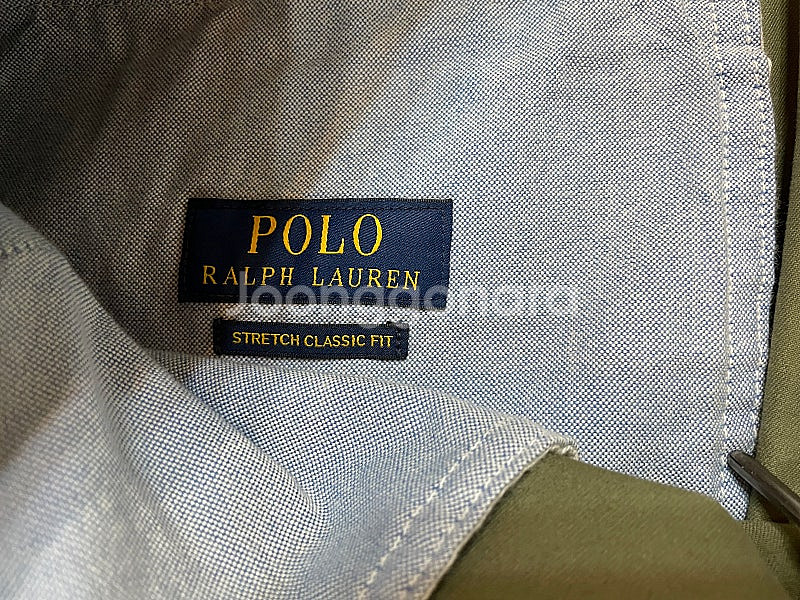 POLO
RALPH LAUREN
STRETCH CLASSIC FIT